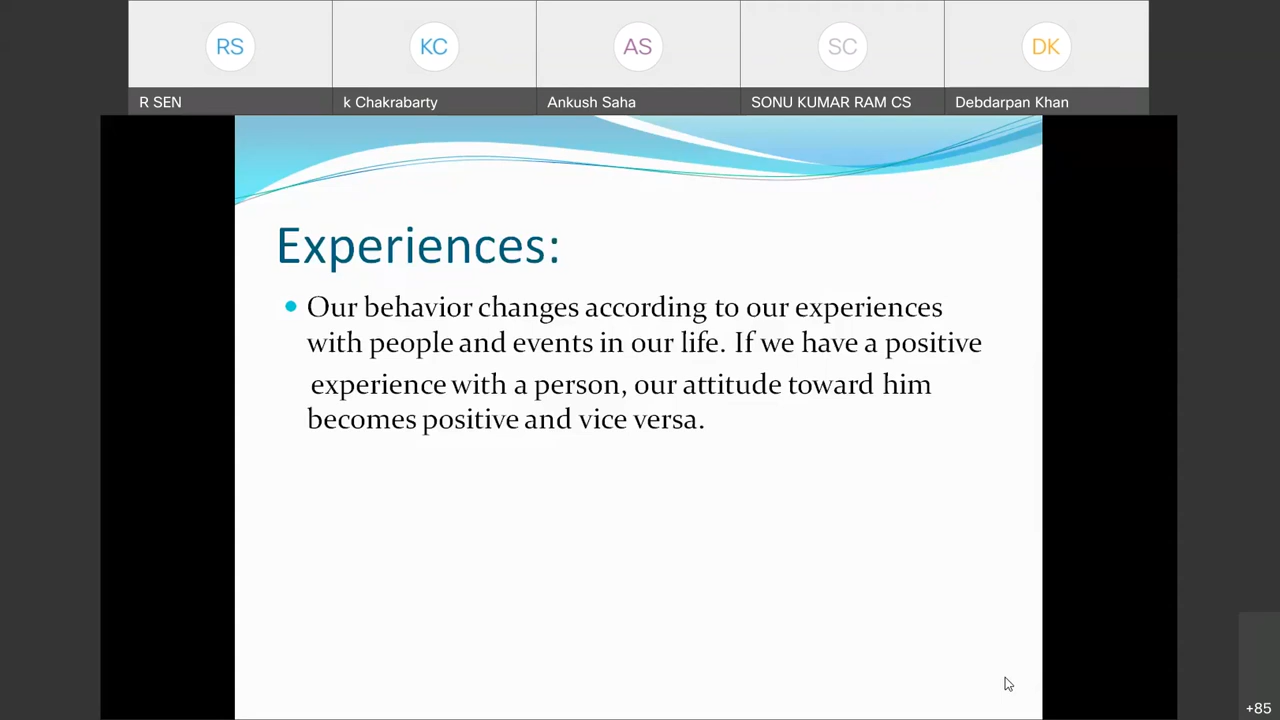 RS
KC
AS
SC
DK
R SEN
k Chakrabarty
Ankush Saha
SONU KUMAR RAM CS
Debdarpan Khan
Experiences:
Our behavior changes according to our experiences
with people and events in our life. If we have a positive
experience with a person, our attitude toward him
becomes positive and vice versa.
+85